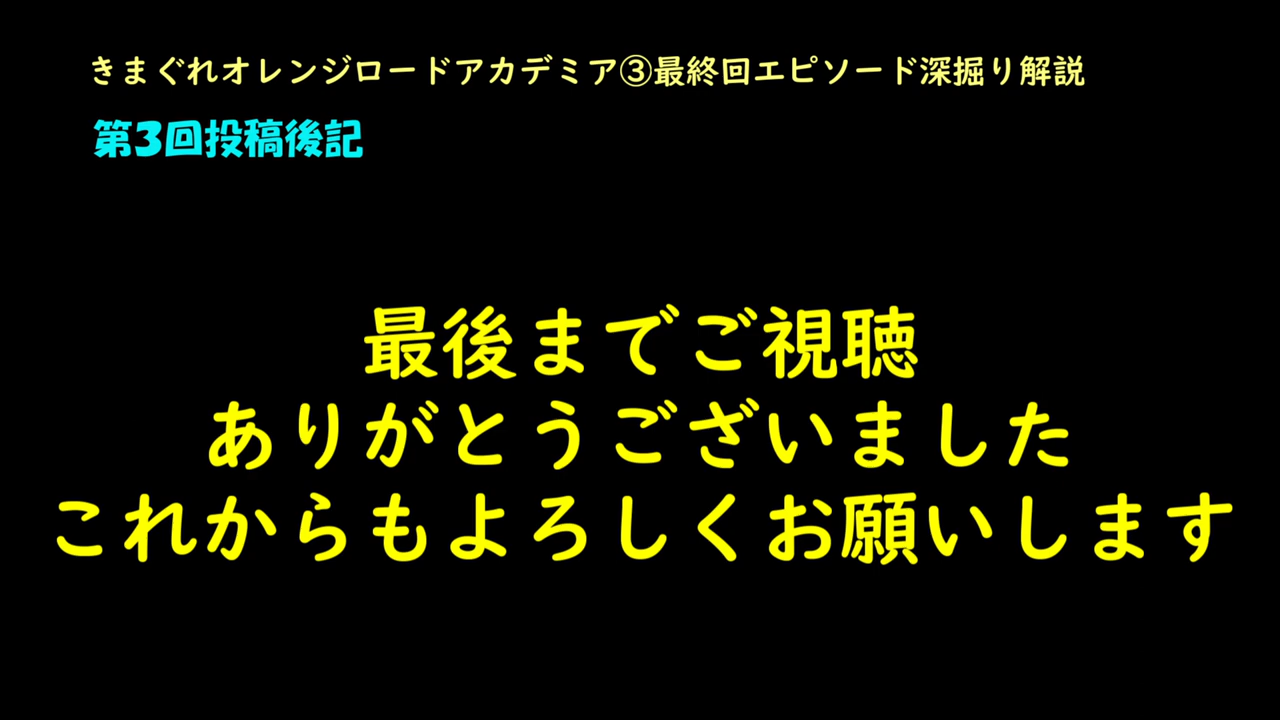 きまぐれオレンジロードアカデミア③最終回エピソード深掘り解説
第3回投稿後記
最後までご視聴
ありがとうございました
これからもよろしくお願いします